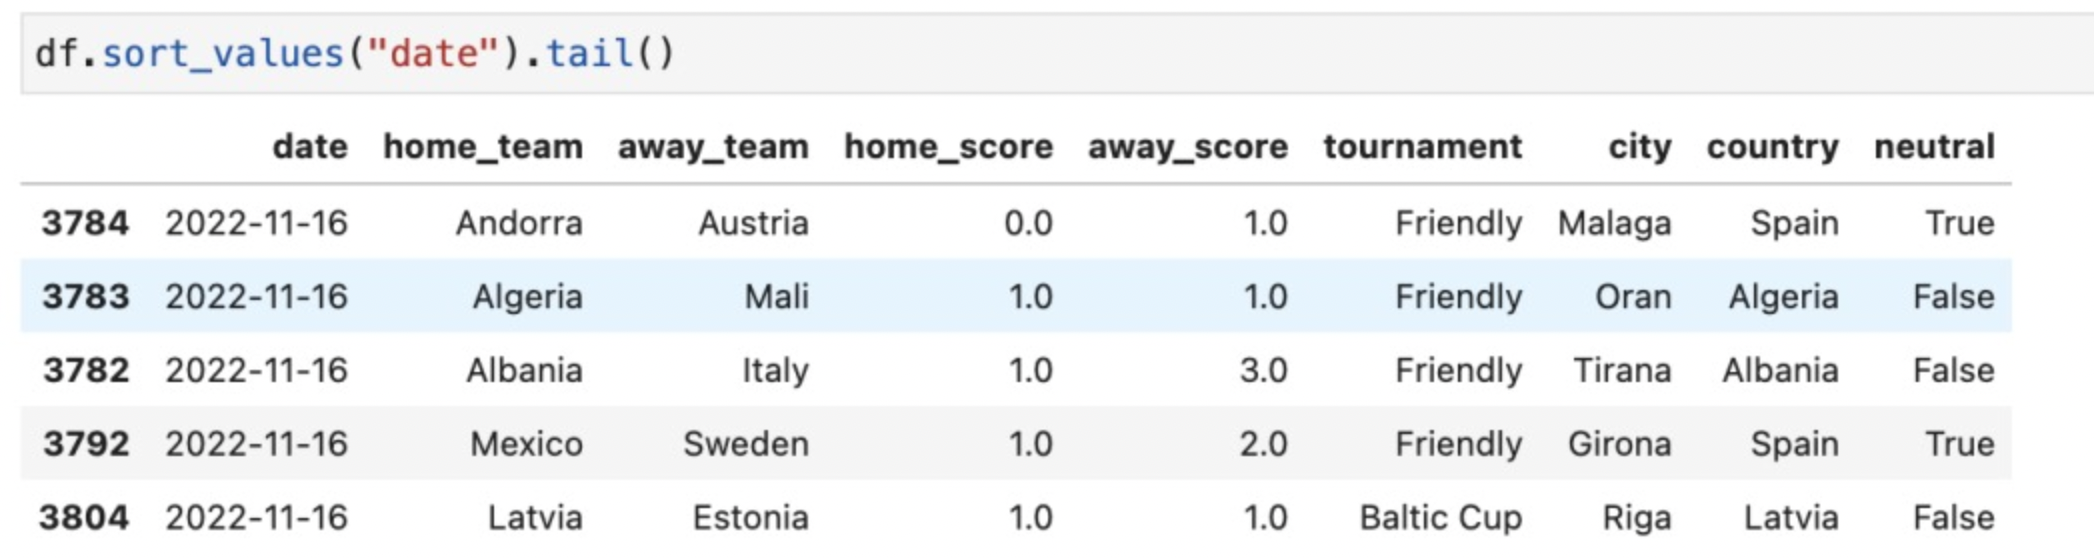 df.sort_values("date").tail()
date home_team away_team home_score away_score tournament city country neutral
3784 2022-11-16 Andorra Austria 0.0 1.0 Friendly Malaga Spain True
3783 2022-11-16 Algeria Mali 1.0 1.0 Friendly Oran Algeria False
3782 2022-11-16 Albania Italy 1.0 3.0 Friendly Tirana Albania False
3792 2022-11-16 Mexico Sweden 1.0 2.0 Friendly Girona Spain True
3804 2022-11-16 Latvia Estonia 1.0 1.0 Baltic Cup Riga Latvia False